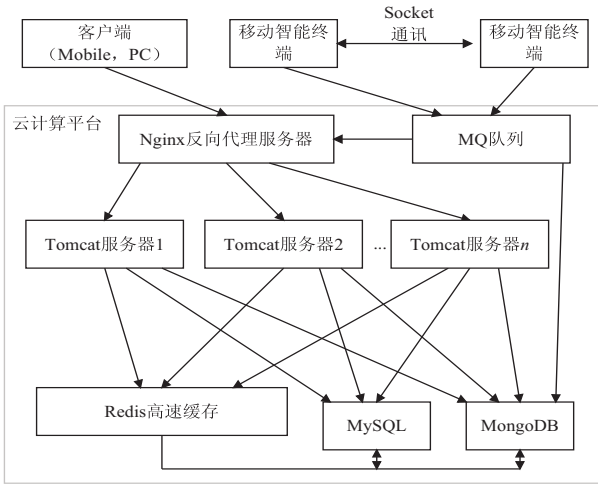 客户端
（Mobile，PC）
移动智能终
端
Socket
通讯
移动智能终
端
云计算平台
Nginx反向代理服务器
MQ队列
Tomcat服务器1
Tomcat服务器2
...
Tomcat服务器n
Redis高速缓存
MySQL
MongoDB